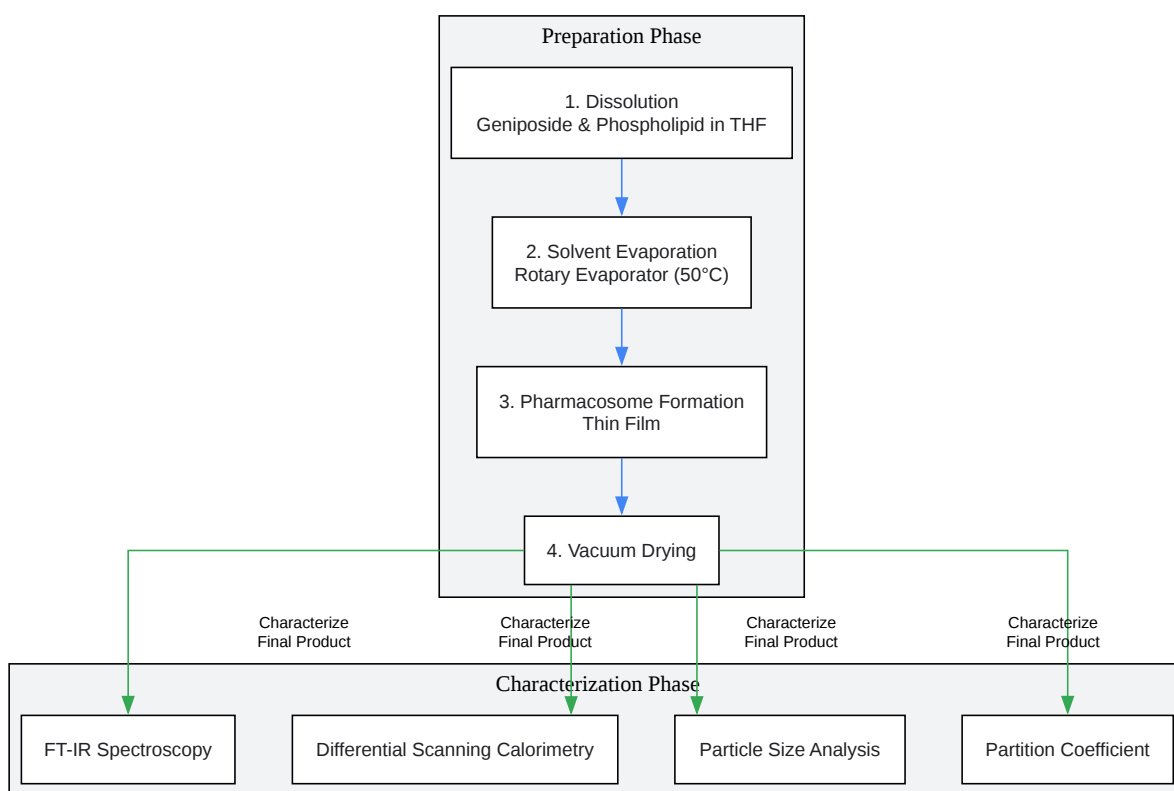 Preparation Phase
1. Dissolution
Geniposide & Phospholipid in THF
2. Solvent Evaporation
Rotary Evaporator (50°C)
3. Pharmacosome Formation
Thin Film
4. Vacuum Drying
Characterize
Final Product
Characterize
Final Product
Characterize
Final Product
Characterize
Final Product
Characterization Phase
FT-IR Spectroscopy
Differential Scanning Calorimetry
Particle Size Analysis
Partition Coefficient